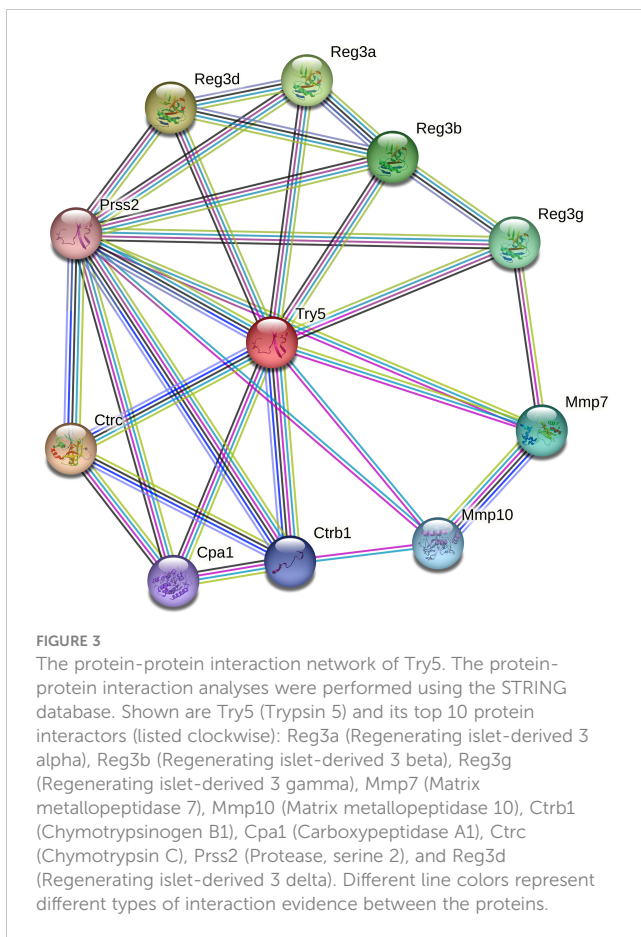 Reg3a
Reg3d
Reg3b
Prss2
Reg3g
Try5
Mmp7
Ctrc
Mmp10
Ctrb1
Cpa1
FIGURE 3
The protein-protein interaction network of Try5. The protein-
protein interaction analyses were performed using the STRING
database. Shown are Try5 (Trypsin 5) and its top 10 protein
interactors (listed clockwise): Reg3a (Regenerating islet-derived 3
alpha), Reg3b (Regenerating islet-derived 3 beta), Reg3g
(Regenerating islet-derived 3 gamma), Mmp7 (Matrix
metallopeptidase 7), Mmp10 (Matrix metallopeptidase 10), Ctrb1
(Chymotrypsinogen B1), Cpa1 (Carboxypeptidase A1), Ctrc
(Chymotrypsin C), Prss2 (Protease, serine 2), and Reg3d
(Regenerating islet-derived 3 delta). Different line colors represent
different types of interaction evidence between the proteins.